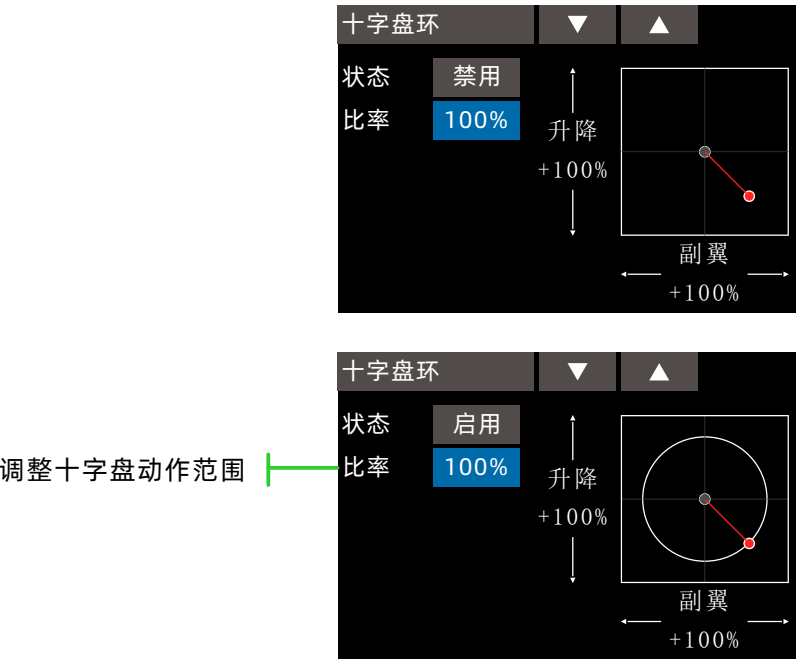 十字盘环 ▼ ▲
状态 禁用
比率 100%
升降
+100%
副翼
+100%
十字盘环 ▼ ▲
状态 启用
调整十字盘动作范围
比率 100%
升降
+100%
副翼
+100%